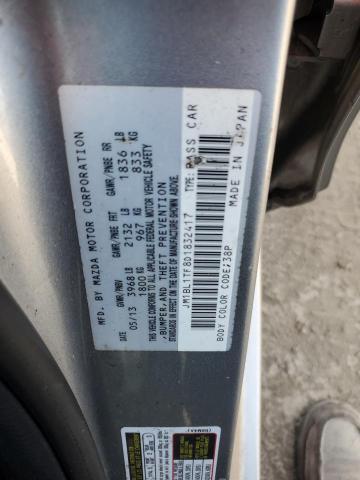 MFD. BY MAZDA MOTOR CORPORATION
GVWR/PNBV GAWR/PNBE FRT GAWR/PNBE RR
05/13 3968 LB 2132 LB 1836 LB
1800 KG 967 KG 833 KG
THIS VEHICLE CONFORMS TO ALL
APPLICABLE FEDERAL MOTOR VEHICLE SAFETY
,BUMPER,AND THEFT PREVENTION
STANDARDS IN EFFECT ON THE DATE
OF MANUFACTURE SHOWN ABOVE.
JM1BL1TF8D1832417 TYPE:PASS CAR
MADE IN JAPAN
BODY COLOR CODE;38P